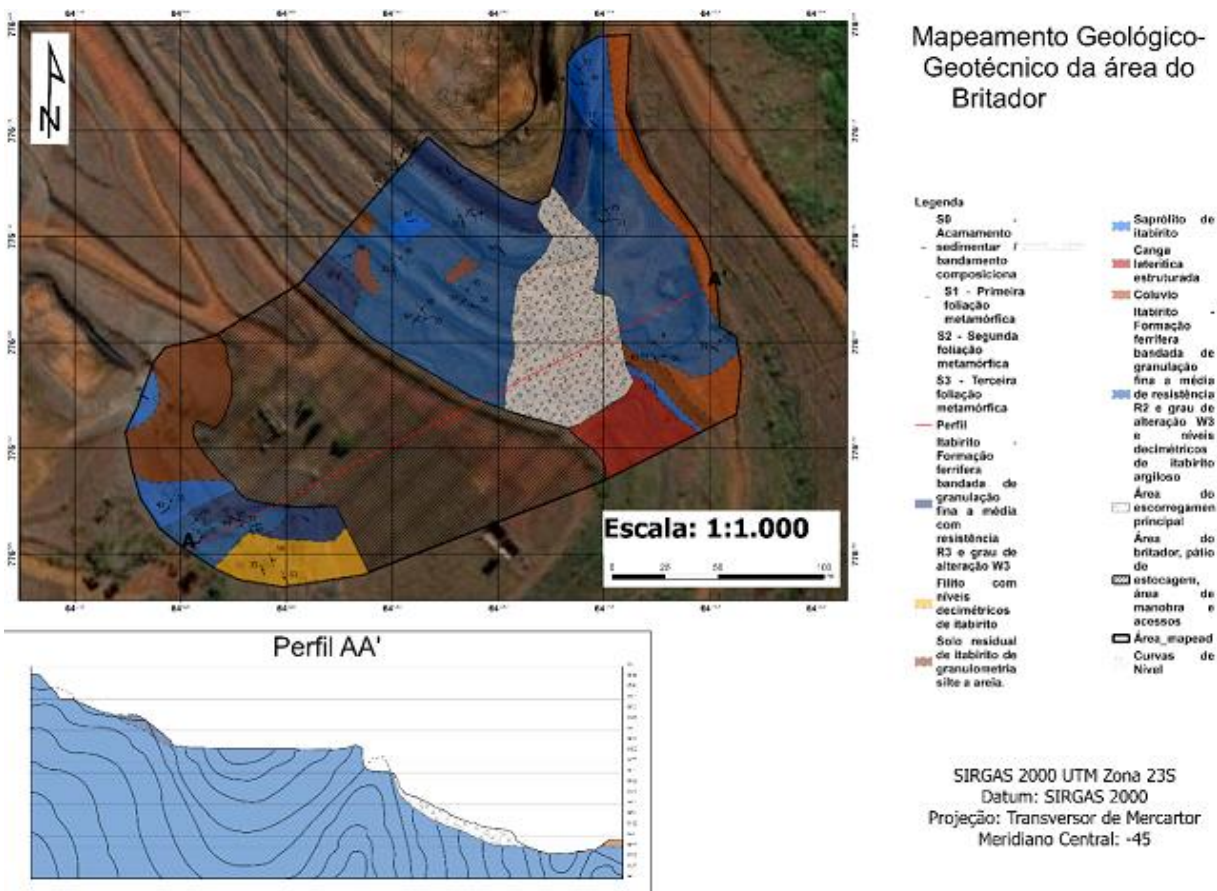 Mapeamento Geológico-
Geotécnico da área do
Britador
Legenda
S0 -
Acamamento
sedimentar /
bandamento
composiciona
S1 - Primeira
foliação
metamórfica
S2 - Segunda
foliação
metamórfica
S3 - Terceira
foliação
metamórfica
Perfil
Itabirito -
Formação
ferrífera
bandada de
granulação
fina a média
com
resistência
R3 e grau de
alteração W3
Filito com
níveis
decimétricos
de itabirito
Solo residual
de itabirito de
granulometria
silte a areia.
Saprólito de
itabirito
Canga
laterítica
estruturada
Coluvio
Itabirito -
Formação
ferrífera
bandada de
granulação
fina a média
de resistência
R2 e grau de
alteração W3
e níveis
decimétricos
de itabirito
argiloso
Área do
escorregamen
principal
Área do
britador, pátio
de
estocagem,
área de
manobra e
acessos
Área_mapead
Curvas de
Nível
N
A'
A
Escala: 1:1.000
0 25 50 100
Perfil AA'
SIRGAS 2000 UTM Zona 23S
Datum: SIRGAS 2000
Projeção: Transversor de Mercartor
Meridiano Central: -45